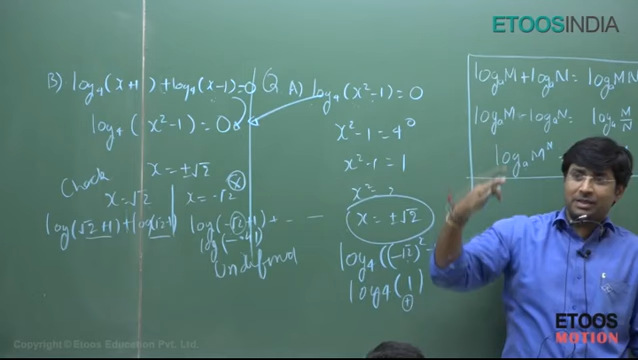 ETOOSINDIA
B) log₄(x+1) + log₄(x-1)=0
log₄(x²-1)=0
x=±√2
Check
x=√2
x=-√2
log(√2+1)+log(√2-1)
log(-√2+1)+ - - -
Undefined
Q A) log₄(x²-1)=0
x²-1=4⁰
x²-1=1
x²=2
x=±√2
log₄((-√2)²-
log₄(1)
logₐM+logₐN= logₐMN
logₐM-logₐN= logₐ M/N
logₐMᴺ =
ETOOS
MOTION
Copyright © Etoos Education Pvt. Ltd.